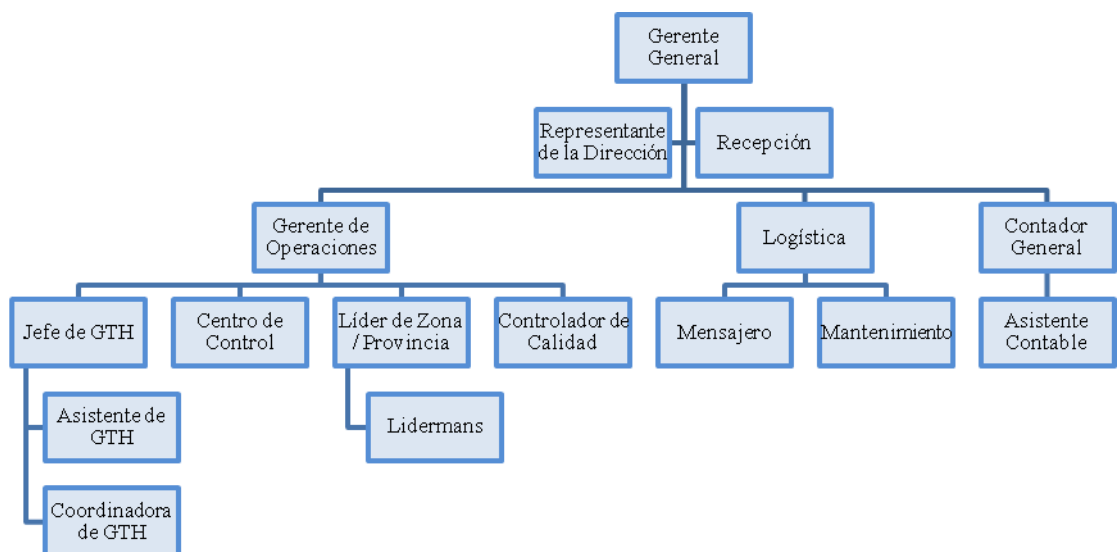 Gerente
General
Representante
de la Dirección
Recepción
Gerente de
Operaciones
Logística
Contador
General
Jefe de GTH
Centro de
Control
Líder de Zona
/ Provincia
Controlador de
Calidad
Mensajero
Mantenimiento
Asistente
Contable
Asistente de
GTH
Lidermans
Coordinadora
de GTH